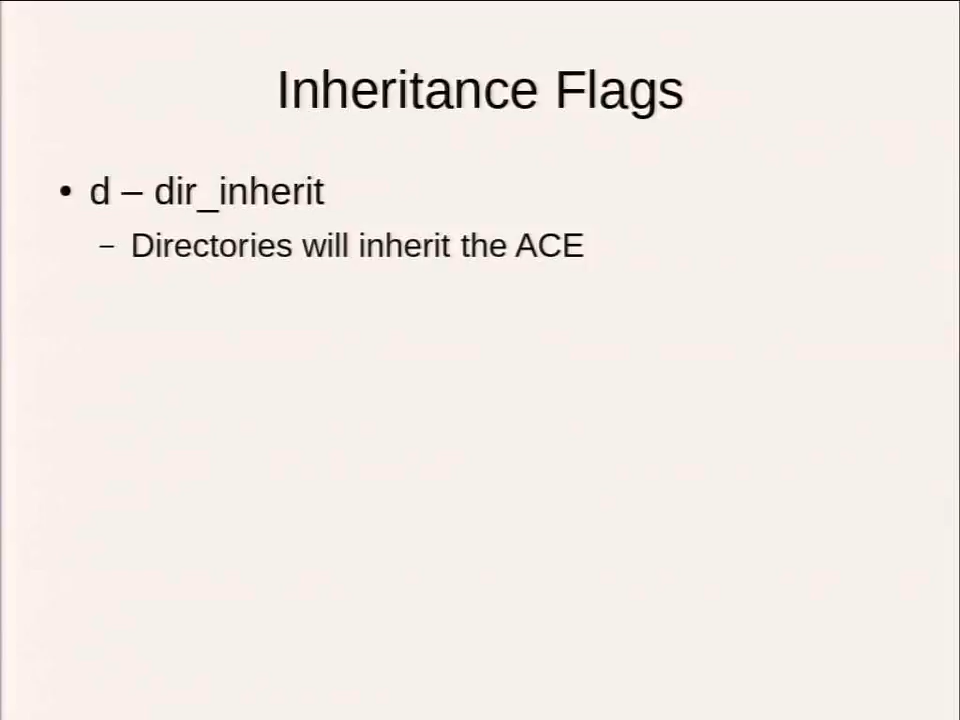 Inheritance Flags
• d – dir_inherit
– Directories will inherit the ACE